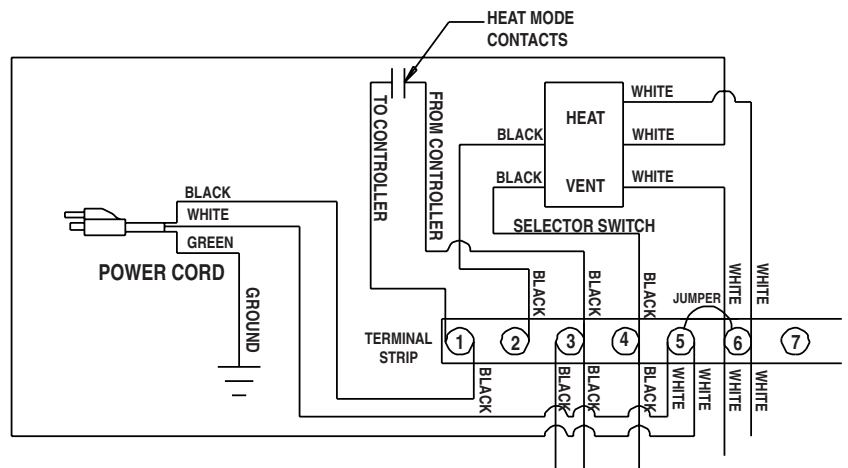 HEAT MODE
CONTACTS
TO CONTROLLER
FROM CONTROLLER
WHITE
BLACK
HEAT
WHITE
BLACK
VENT
WHITE
SELECTOR SWITCH
BLACK
WHITE
GREEN
POWER CORD
GROUND
BLACK
BLACK
BLACK
WHITE
WHITE
JUMPER
TERMINAL
STRIP
1
2
3
4
5
6
7
BLACK
BLACK
BLACK
BLACK
WHITE
WHITE
WHITE
WHITE